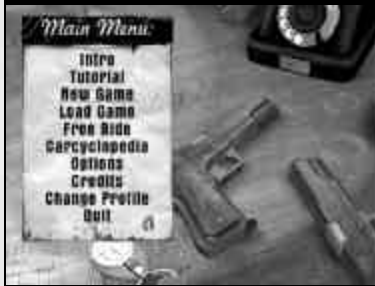 Main Menu:
Intro
Tutorial
New Game
Load Game
Free Ride
Carcyclopedia
Options
Credits
Change Profile
Quit